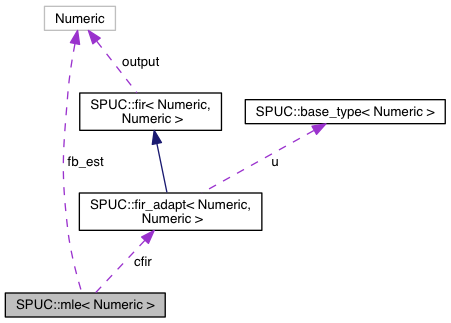 Numeric
output
SPUC::fir< Numeric,
Numeric >
SPUC::base_type< Numeric >
fb_est
u
SPUC::fir_adapt< Numeric,
Numeric >
cfir
SPUC::mle< Numeric >